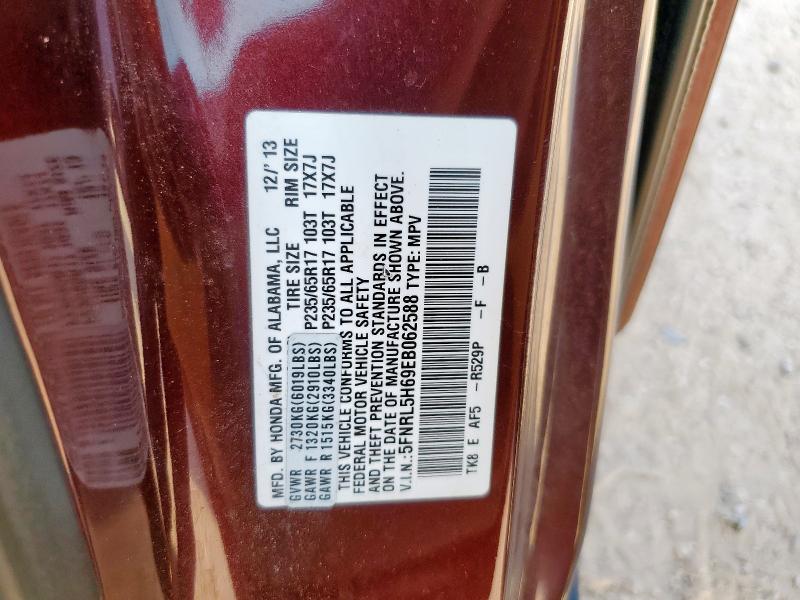 MFD. BY HONDA MFG. OF ALABAMA, LLC 12/' 13
TIRE SIZE RIM SIZE
GVWR 2730KG(6019LBS)
GAWR F 1320KG(2910LBS) P235/65R17 103T 17X7J
GAWR R 1515KG(3340LBS) P235/65R17 103T 17X7J
THIS VEHICLE CONFORMS TO ALL APPLICABLE
FEDERAL MOTOR VEHICLE SAFETY
AND THEFT PREVENTION STANDARDS IN EFFECT
ON THE DATE OF MANUFACTURE SHOWN ABOVE.
V.I.N.:5FNRL5H69EB062588 TYPE: MPV
TK8 E AF5 -R529P -F -B